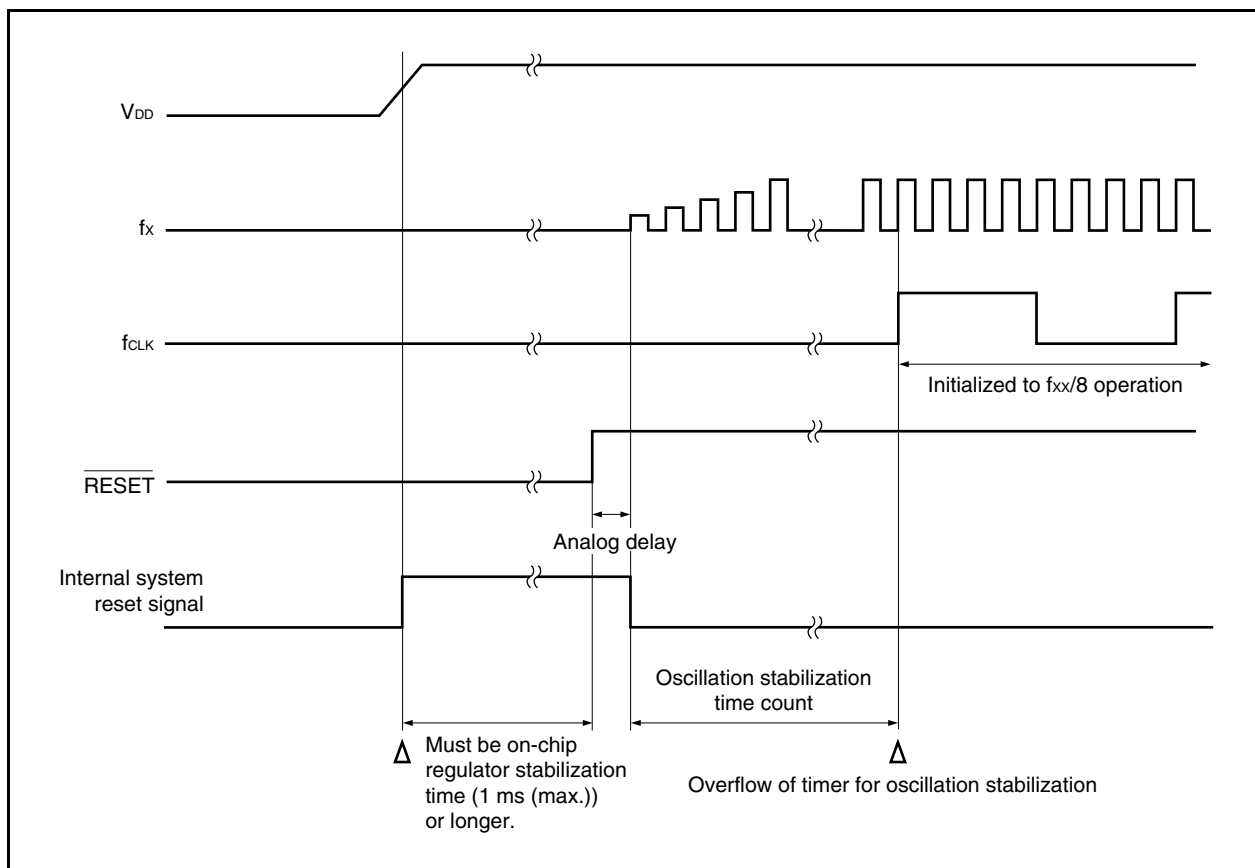 VDD
fX
fCLK
Initialized to fXX/8 operation
RESET
Analog delay
Internal system
reset signal
Oscillation stabilization
time count
Must be on-chip
regulator stabilization
time (1 ms (max.))
or longer.
Overflow of timer for oscillation stabilization